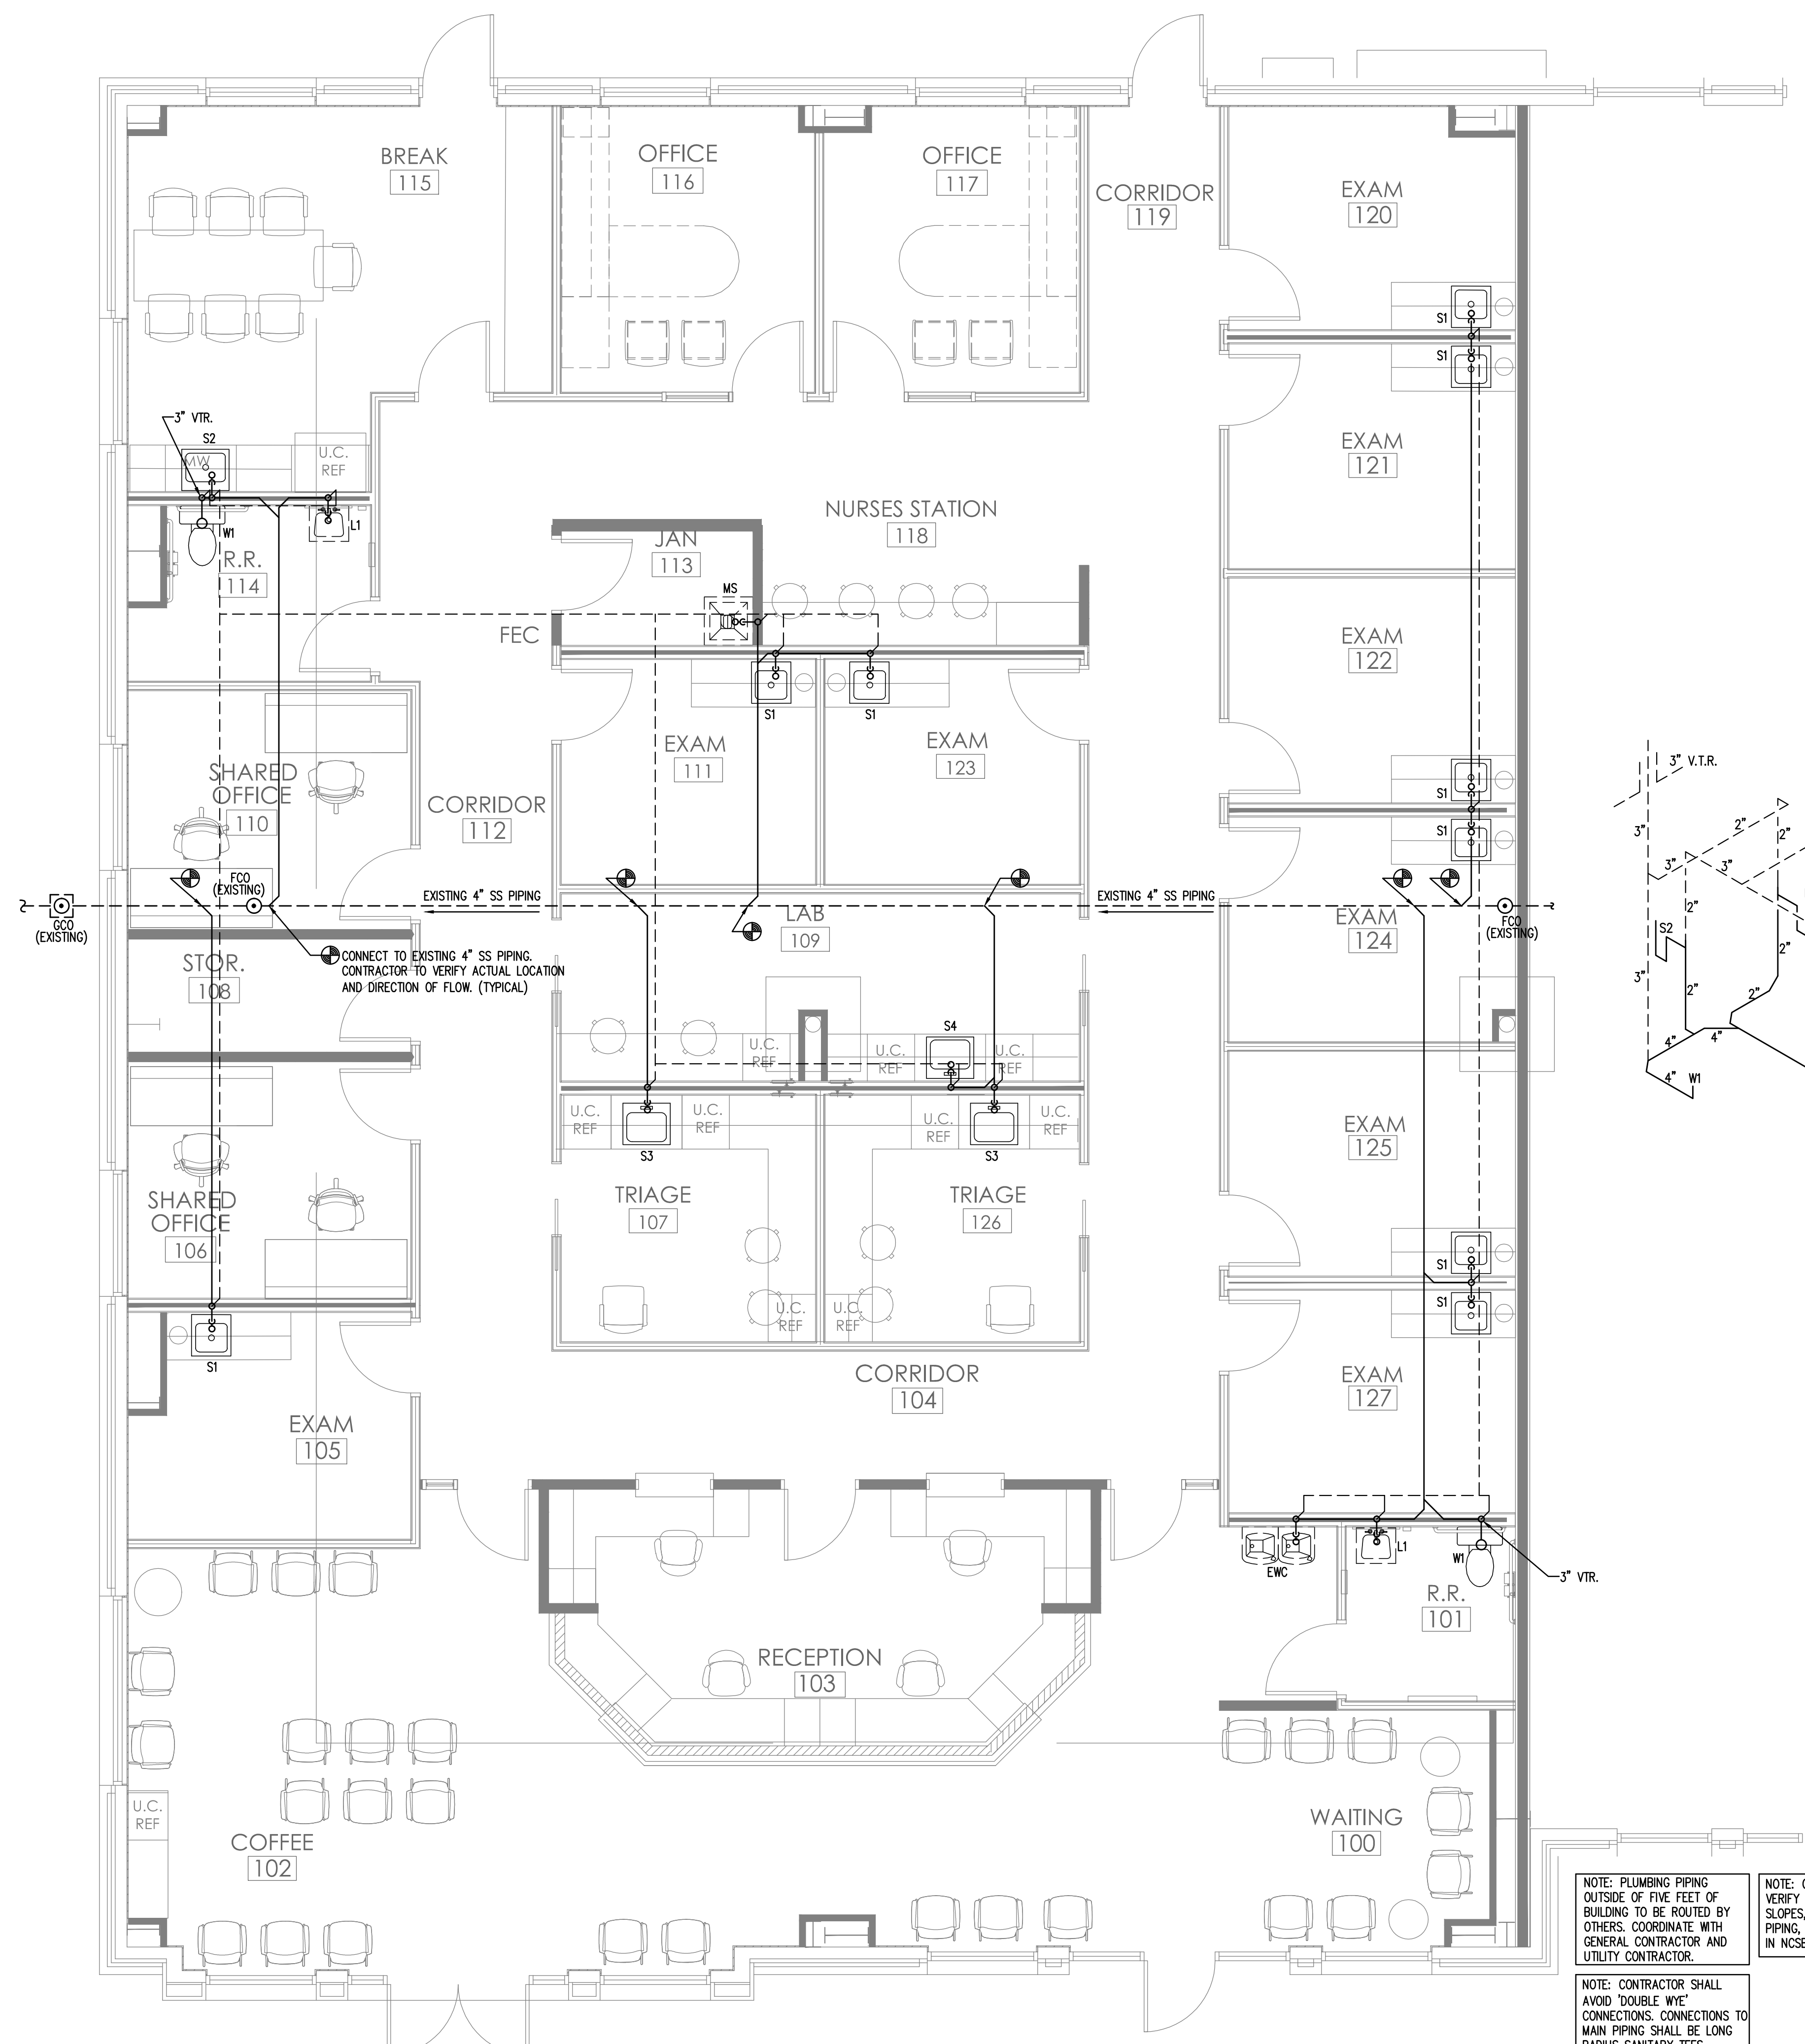 BREAK
115
OFFICE
116
OFFICE
117
CORRIDOR
119
EXAM
120
S1
S1
3" VTR.
S2
MW
U.C.
REF
W1
L1
R.R.
114
EXAM
121
NURSES STATION
118
JAN
113
MS
FEC
EXAM
122
S1
S1
S1
S1
EXAM
111
EXAM
123
SHARED
OFFICE
110
CORRIDOR
112
3" V.T.R.
3"
2"
2"
3"
3"
2"
S2
3"
2"
2"
2"
4"
4"
4"
W1
FCO
(EXISTING)
GCO
(EXISTING)
EXISTING 4" SS PIPING
EXISTING 4" SS PIPING
LAB
109
EXAM
124
FCO
(EXISTING)
CONNECT TO EXISTING 4" SS PIPING.
CONTRACTOR TO VERIFY ACTUAL LOCATION
AND DIRECTION OF FLOW. (TYPICAL)
STOR.
108
S4
U.C.
REF
U.C.
REF
U.C.
REF
U.C.
REF
U.C.
REF
U.C.
REF
U.C.
REF
S3
S3
EXAM
125
SHARED
OFFICE
106
TRIAGE
107
TRIAGE
126
S1
S1
U.C.
REF
U.C.
REF
S1
EXAM
105
CORRIDOR
104
EXAM
127
EWC
L1
W1
3" VTR.
R.R.
101
RECEPTION
103
U.C.
REF
COFFEE
102
WAITING
100
NOTE: PLUMBING PIPING
OUTSIDE OF FIVE FEET OF
BUILDING TO BE ROUTED BY
OTHERS. COORDINATE WITH
GENERAL CONTRACTOR AND
UTILITY CONTRACTOR.
NOTE:
VERIFY
SLOPES,
PIPING,
IN
NOTE: CONTRACTOR SHALL
AVOID 'DOUBLE WYE'
CONNECTIONS. CONNECTIONS TO
MAIN PIPING SHALL BE LONG
RADIUS SANITARY TEES